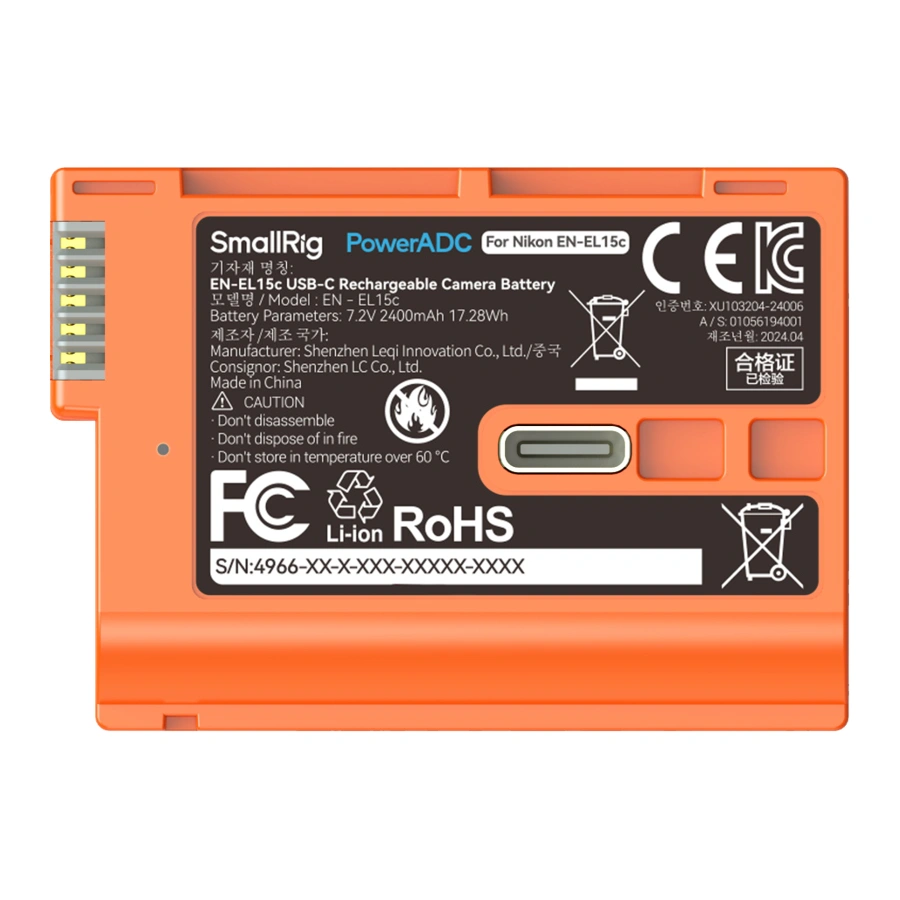 SmallRig PowerADC For Nikon EN-EL15c
기자재 명칭:
EN-EL15c USB-C Rechargeable Camera Battery
모델명 / Model : EN - EL15c
Battery Parameters: 7.2V 2400mAh 17.28Wh
제조자 /제조 국가:
Manufacturer: Shenzhen Leqi Innovation Co., Ltd./중국
Consignor: Shenzhen LC Co., Ltd.
Made in China
CAUTION
· Don't disassemble
· Don't dispose of in fire
· Don't store in temperature over 60 °C
CE
인증번호: XU103204-24006
A / S: 01056194001
제조년월: 2024.04
合格证
已检验
FC Li-ion RoHS
S/N:4966-XX-X-XXX-XXXXX-XXXX